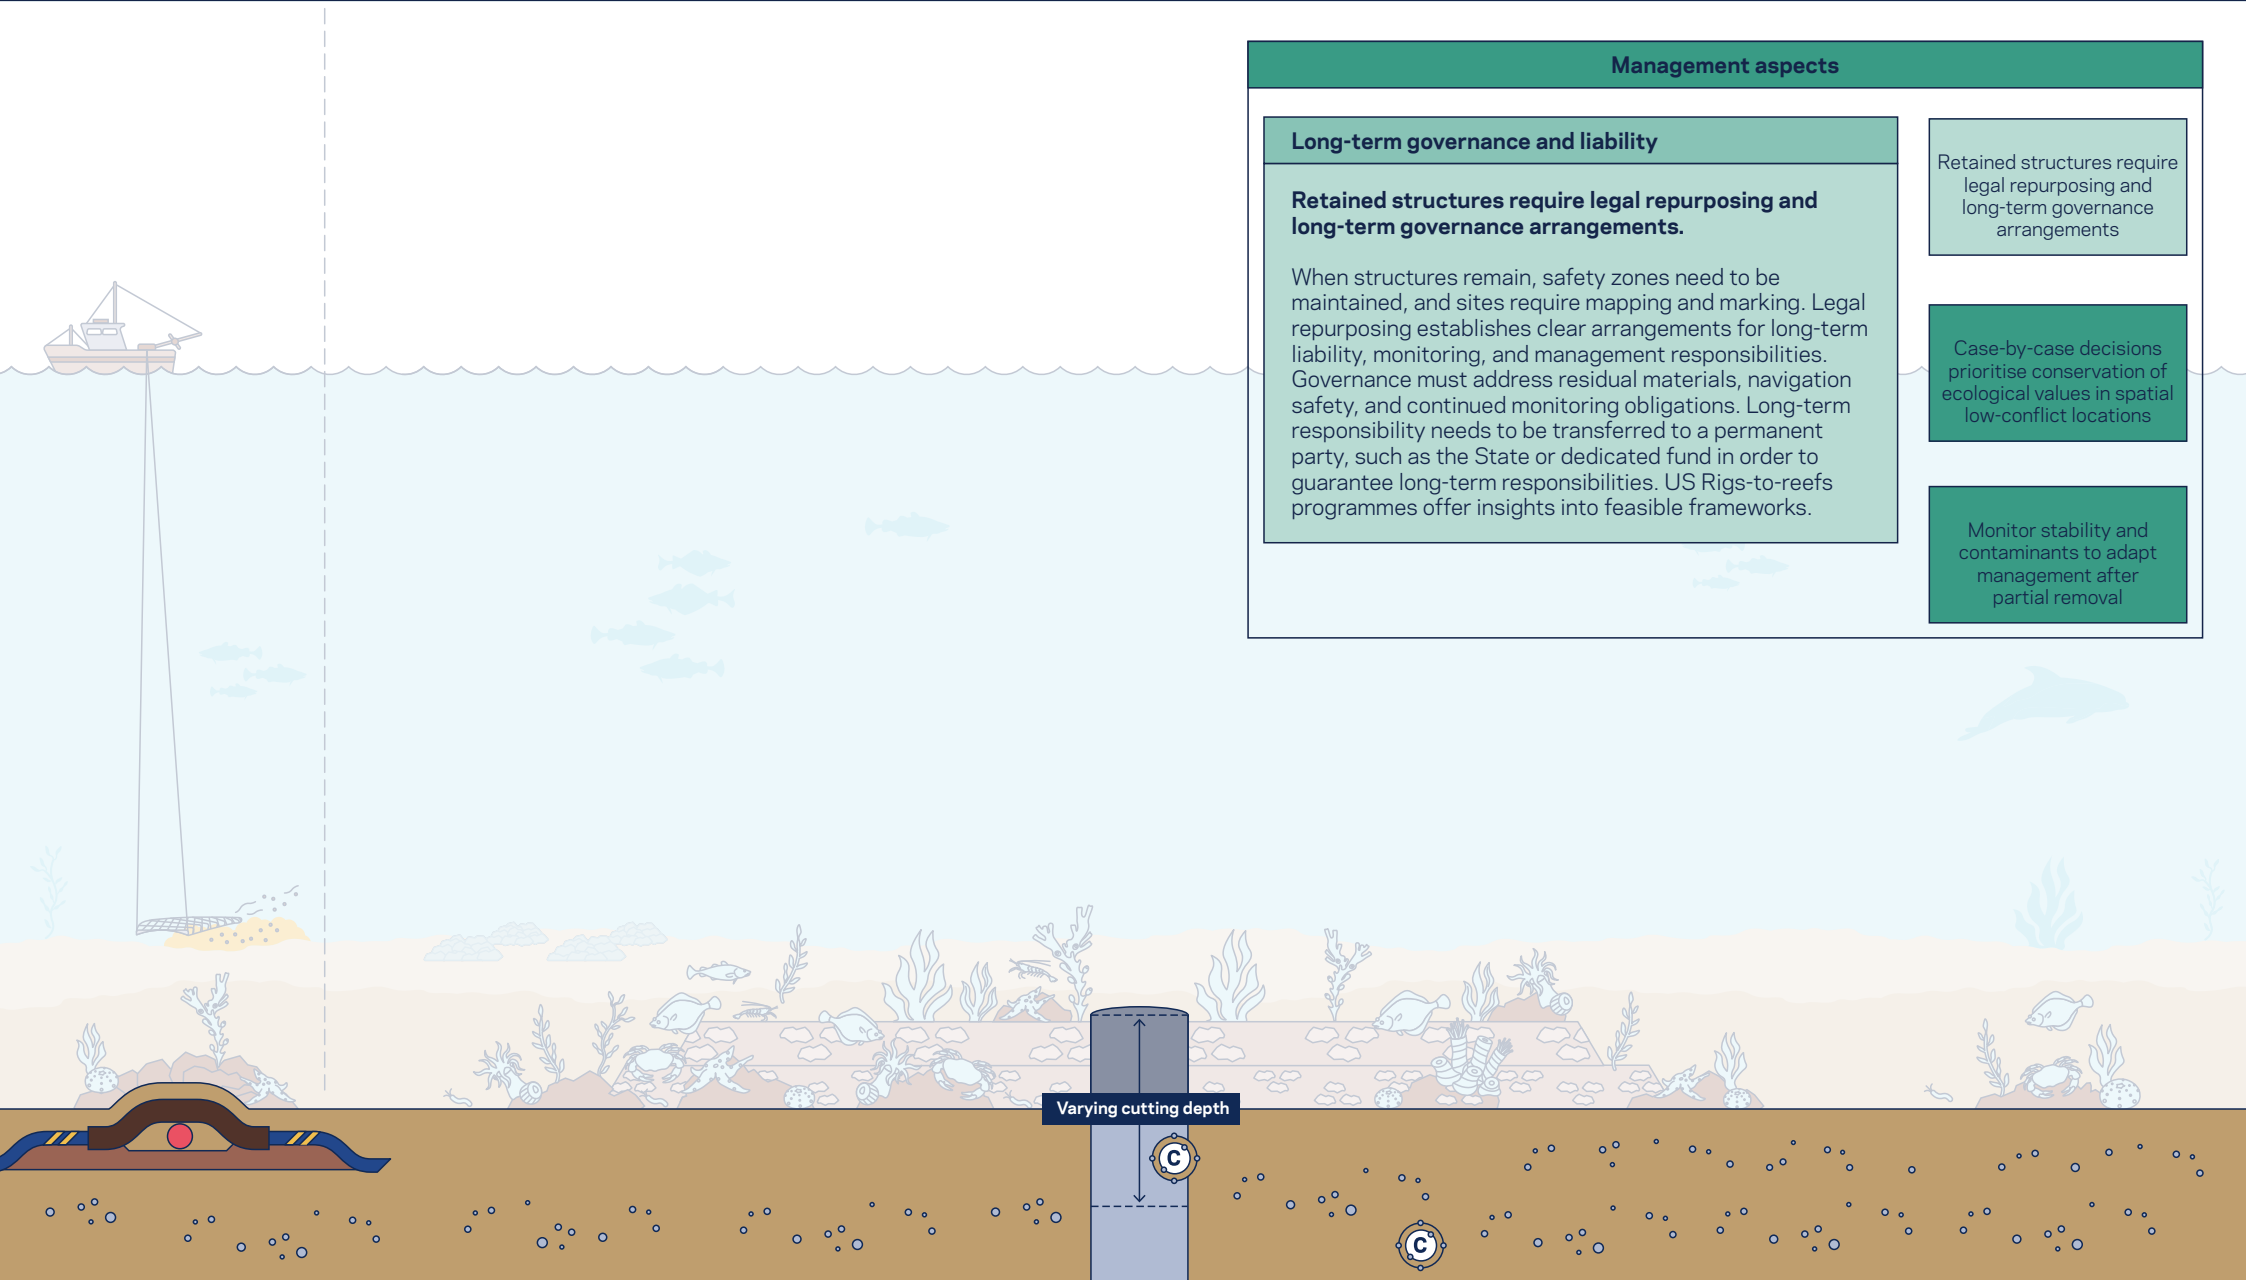 Management aspects
Long-term governance and liability
Retained structures require legal repurposing and
long-term governance arrangements.
When structures remain, safety zones need to be
maintained, and sites require mapping and marking. Legal
repurposing establishes clear arrangements for long-term
liability, monitoring, and management responsibilities.
Governance must address residual materials, navigation
safety, and continued monitoring obligations. Long-term
responsibility needs to be transferred to a permanent
party, such as the State or dedicated fund in order to
guarantee long-term responsibilities. US Rigs-to-reefs
programmes offer insights into feasible frameworks.
Retained structures require
legal repurposing and
long-term governance
arrangements
Case-by-case decisions
prioritise conservation of
ecological values in spatial
low-conflict locations
Monitor stability and
contaminants to adapt
management after
partial removal
Varying cutting depth
C
C